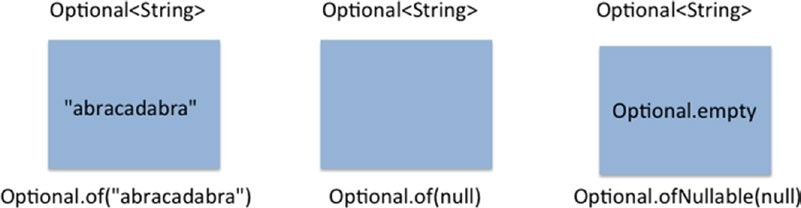 Optional<String>
Optional<String>
Optional<String>
"abracadabra"
Optional.empty
Optional.of("abracadabra")
Optional.of(null)
Optional.ofNullable(null)